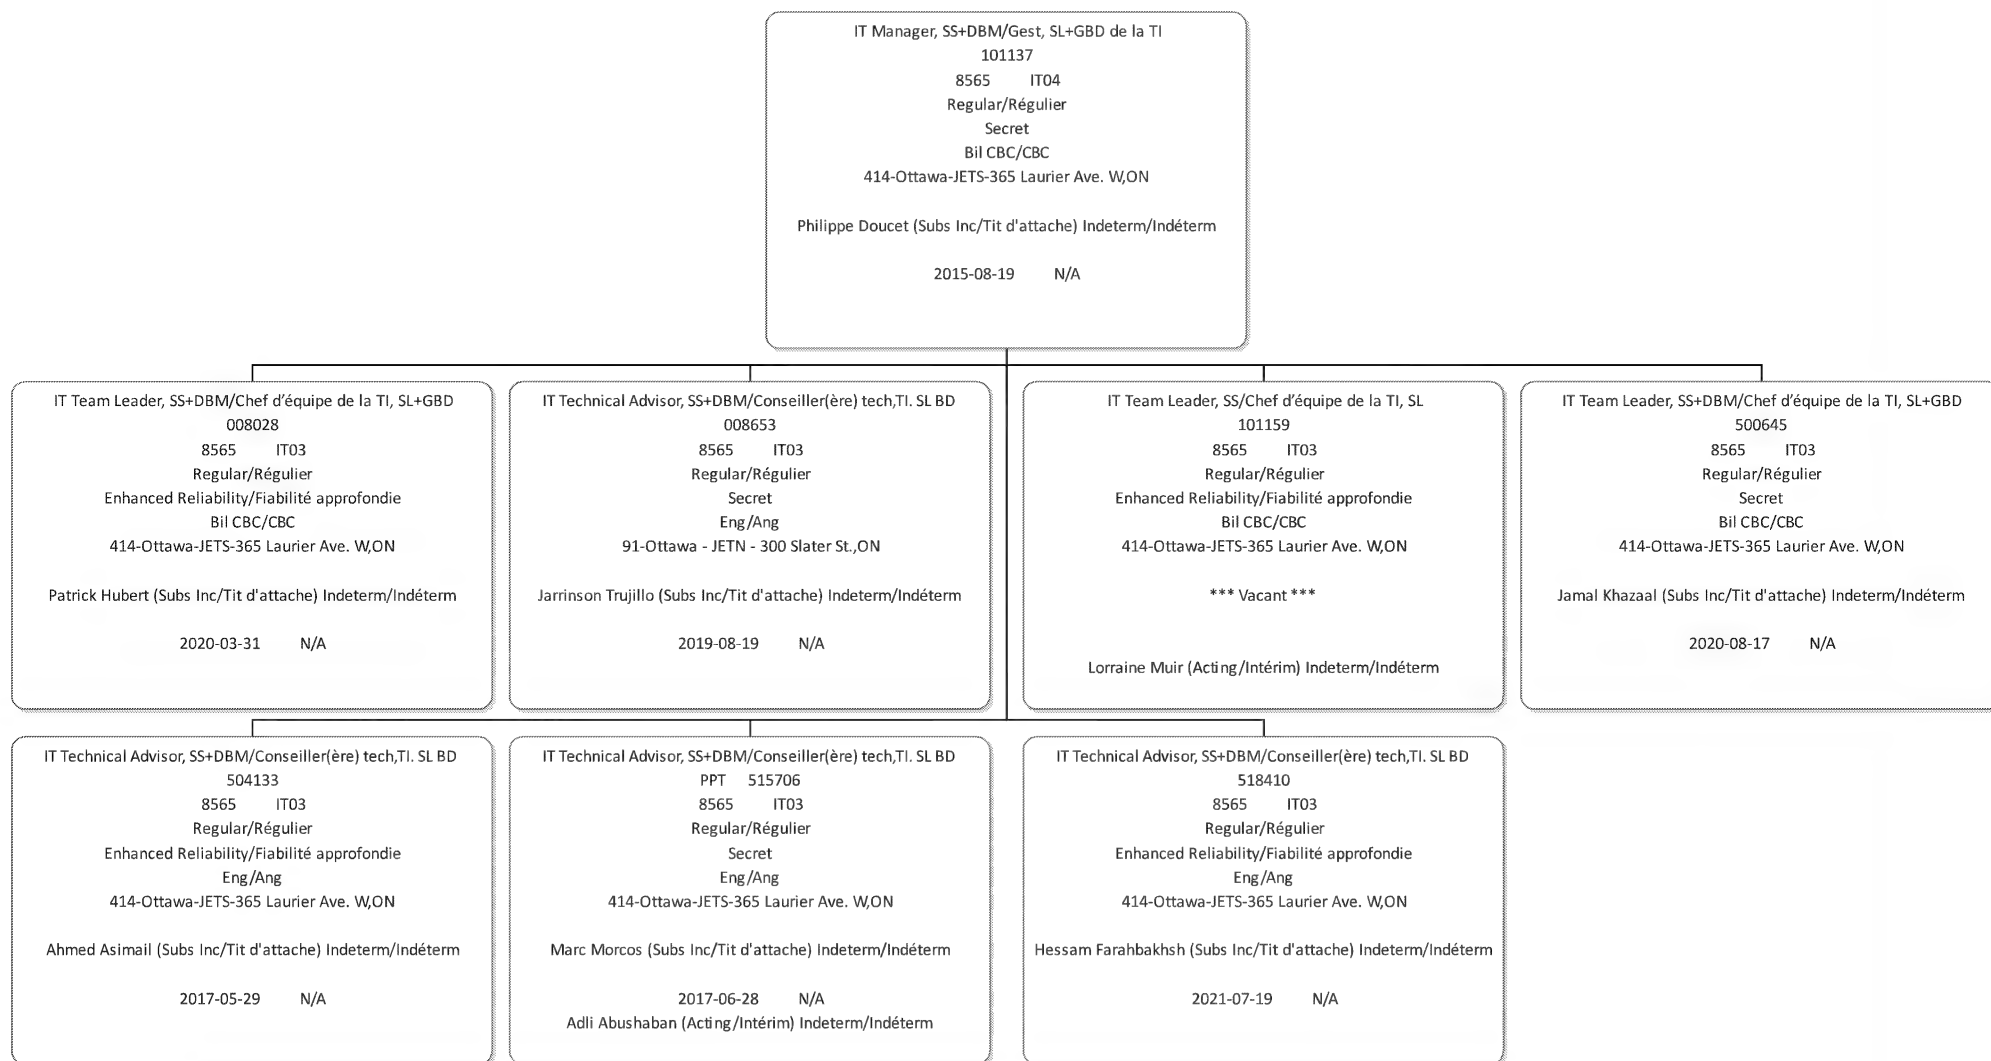 IT Manager, SS+DBM/Gest, SL+GBD de la TI
101137
8565 IT04
Regular/Régulier
Secret
Bil CBC/CBC
414-Ottawa-JETS-365 Laurier Ave. W,ON
Philippe Doucet (Subs Inc/Tit d'attache) Indeterm/Indéterm
2015-08-19 N/A
IT Team Leader, SS+DBM/Chef d’équipe de la TI, SL+GBD
008028
8565 IT03
Regular/Régulier
Enhanced Reliability/Fiabilité approfondie
Bil CBC/CBC
414-Ottawa-JETS-365 Laurier Ave. W,ON
Patrick Hubert (Subs Inc/Tit d'attache) Indeterm/Indéterm
2020-03-31 N/A
IT Technical Advisor, SS+DBM/Conseiller(ère) tech,TI. SL BD
008653
8565 IT03
Regular/Régulier
Secret
Eng/Ang
91-Ottawa - JETN - 300 Slater St.,ON
Jarrinson Trujillo (Subs Inc/Tit d'attache) Indeterm/Indéterm
2019-08-19 N/A
IT Team Leader, SS/Chef d’équipe de la TI, SL
101159
8565 IT03
Regular/Régulier
Enhanced Reliability/Fiabilité approfondie
Bil CBC/CBC
414-Ottawa-JETS-365 Laurier Ave. W,ON
*** Vacant ***
Lorraine Muir (Acting/Intérim) Indeterm/Indéterm
IT Team Leader, SS+DBM/Chef d’équipe de la TI, SL+GBD
500645
8565 IT03
Regular/Régulier
Secret
Bil CBC/CBC
414-Ottawa-JETS-365 Laurier Ave. W,ON
Jamal Khazaal (Subs Inc/Tit d'attache) Indeterm/Indéterm
2020-08-17 N/A
IT Technical Advisor, SS+DBM/Conseiller(ère) tech,TI. SL BD
504133
8565 IT03
Regular/Régulier
Enhanced Reliability/Fiabilité approfondie
Eng/Ang
414-Ottawa-JETS-365 Laurier Ave. W,ON
Ahmed Asimail (Subs Inc/Tit d'attache) Indeterm/Indéterm
2017-05-29 N/A
IT Technical Advisor, SS+DBM/Conseiller(ère) tech,TI. SL BD
PPT 515706
8565 IT03
Regular/Régulier
Secret
Eng/Ang
414-Ottawa-JETS-365 Laurier Ave. W,ON
Marc Morcos (Subs Inc/Tit d'attache) Indeterm/Indéterm
2017-06-28 N/A
Adli Abushaban (Acting/Intérim) Indeterm/Indéterm
IT Technical Advisor, SS+DBM/Conseiller(ère) tech,TI. SL BD
518410
8565 IT03
Regular/Régulier
Enhanced Reliability/Fiabilité approfondie
Eng/Ang
414-Ottawa-JETS-365 Laurier Ave. W,ON
Hessam Farahbakhsh (Subs Inc/Tit d'attache) Indeterm/Indéterm
2021-07-19 N/A